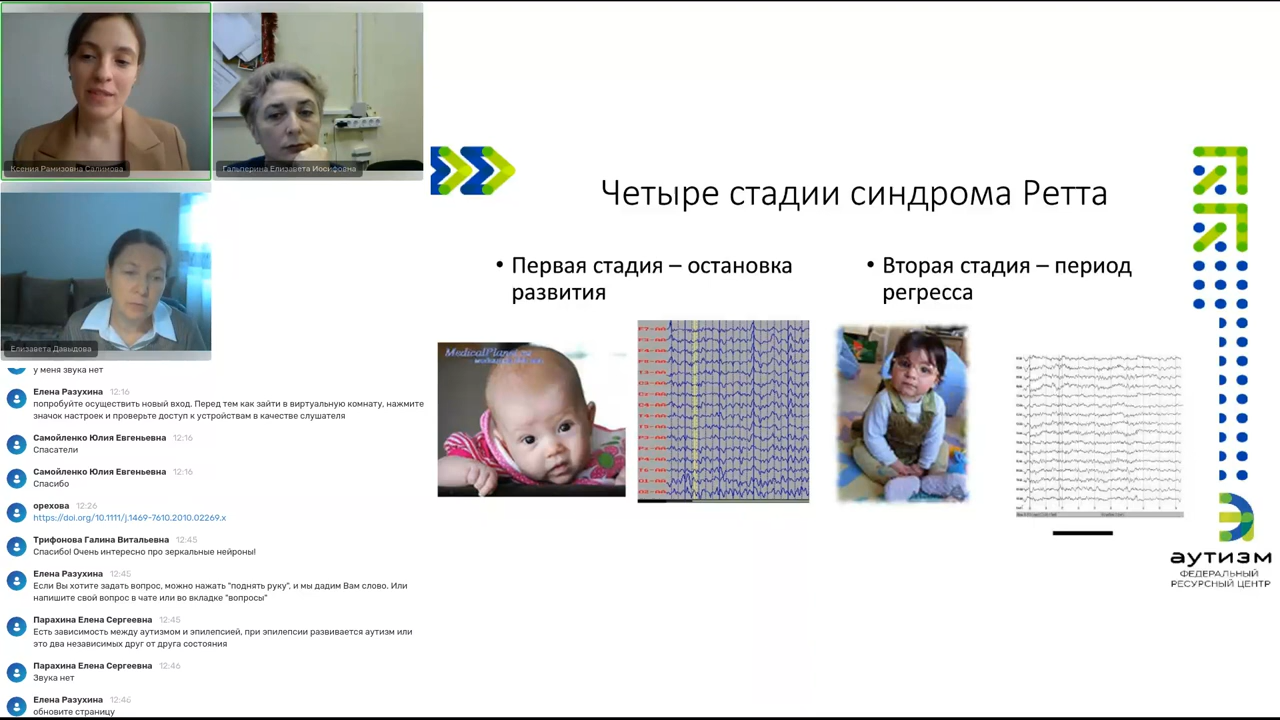 Ксения Рамизовна Салимова
Гальперина Елизавета Иосифовна
Елизавета Давыдова
у меня звука нет
Елена Разухина 12:16
попробуйте осуществить новый вход. Перед тем как зайти в виртуальную комнату, нажмите
значок настроек и проверьте доступ к устройствам в качестве слушателя
Самойленко Юлия Евгеньевна 12:16
Спасатели
Самойленко Юлия Евгеньевна 12:16
Спасибо
орехова 12:26
https://doi.org/10.1111/j.1469-7610.2010.02269.x
Трифонова Галина Витальевна 12:45
Спасибо! Очень интересно про зеркальные нейроны!
Елена Разухина 12:45
Если Вы хотите задать вопрос, можно нажать "поднять руку", и мы дадим Вам слово. Или
напишите свой вопрос в чате или во вкладке "вопросы"
Парахина Елена Сергеевна 12:45
Есть зависимость между аутизмом и эпилепсией, при эпилепсии развивается аутизм или
это два независимых друг от друга состояния
Парахина Елена Сергеевна 12:46
Звука нет
Елена Разухина 12:46
обновите страницу
Четыре стадии синдрома Ретта
• Первая стадия – остановка
развития
• Вторая стадия – период
регресса
аутизм
ФЕДЕРАЛЬНЫЙ
РЕСУРСНЫЙ ЦЕНТР